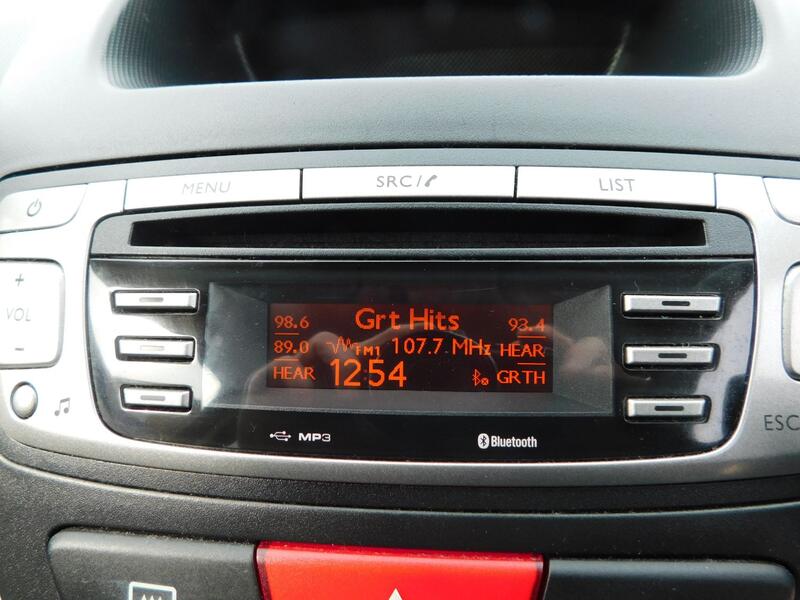 MENU
SRC/
LIST
+
VOL
-
98.6
Grt Hits
93.4
89.0
FM1 107.7 MHz
HEAR
HEAR
12:54
GRTH
MP3
Bluetooth
ESC